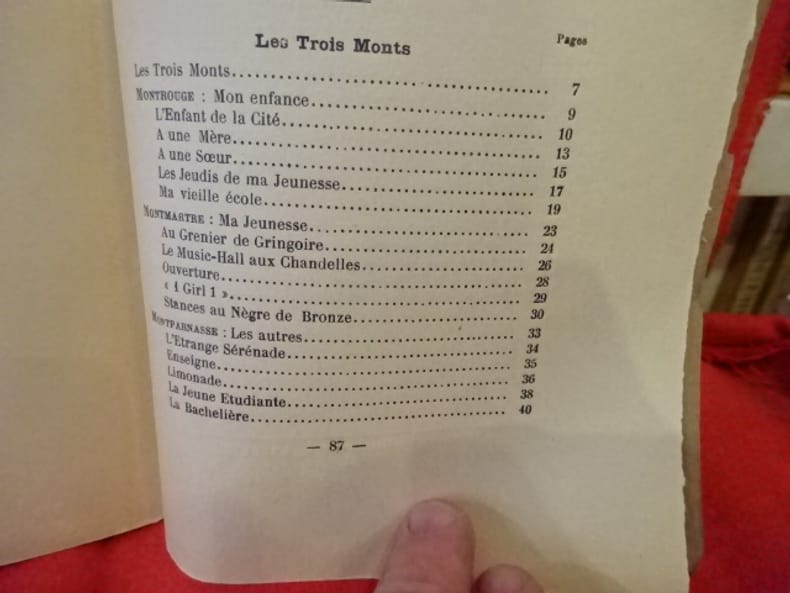 Les Trois Monts
Pages
Les Trois Monts........................................ 7
MONTROUGE : Mon enfance.............................. 9
L'Enfant de la Cité.................................... 10
A une Mère............................................ 13
A une Sœur............................................ 15
Les Jeudis de ma Jeunesse............................ 17
Ma vieille école........................................ 19
MONTMARTRE : Ma Jeunesse............................ 23
Au Grenier de Gringoire.............................. 24
Le Music-Hall aux Chandelles........................ 26
Ouverture.............................................. 28
« 1 Girl 1 »............................................ 29
Stances au Nègre de Bronze.......................... 30
MONTPARNASSE : Les autres............................ 33
L'Etrange Sérénade.................................... 34
Enseigne................................................ 35
Limonade................................................ 36
La Jeune Etudiante.................................... 38
La Bachelière.......................................... 40
— 87 —